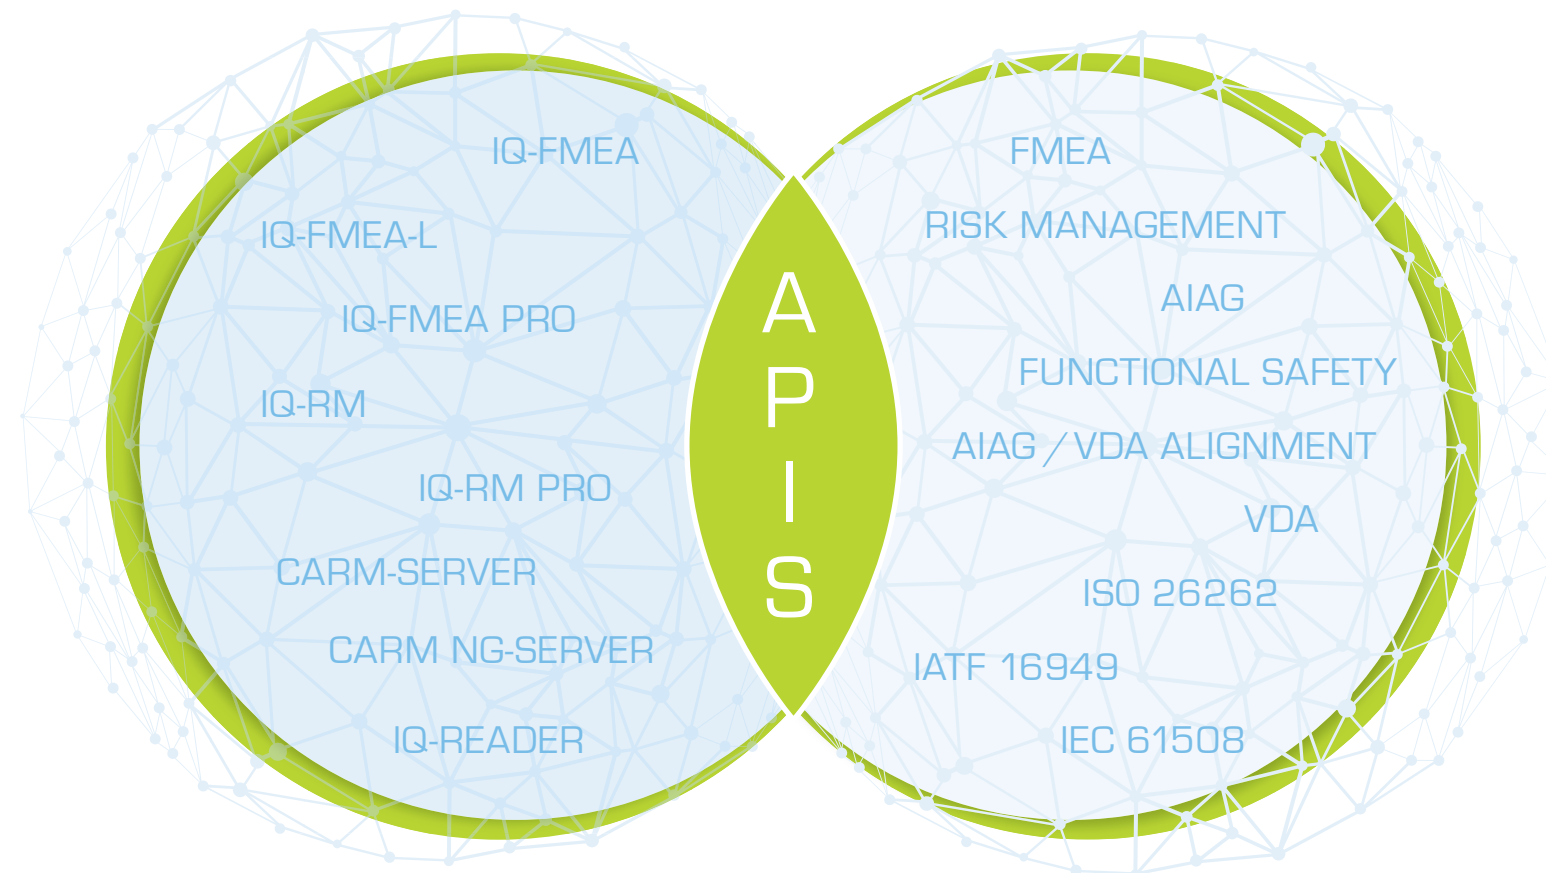 IQ-FMEA
IQ-FMEA-L
IQ-FMEA PRO
IQ-RM
IQ-RM PRO
CARM-SERVER
CARM NG-SERVER
IQ-READER
A
P
I
S
FMEA
RISK MANAGEMENT
AIAG
FUNCTIONAL SAFETY
AIAG / VDA ALIGNMENT
VDA
ISO 26262
IATF 16949
IEC 61508